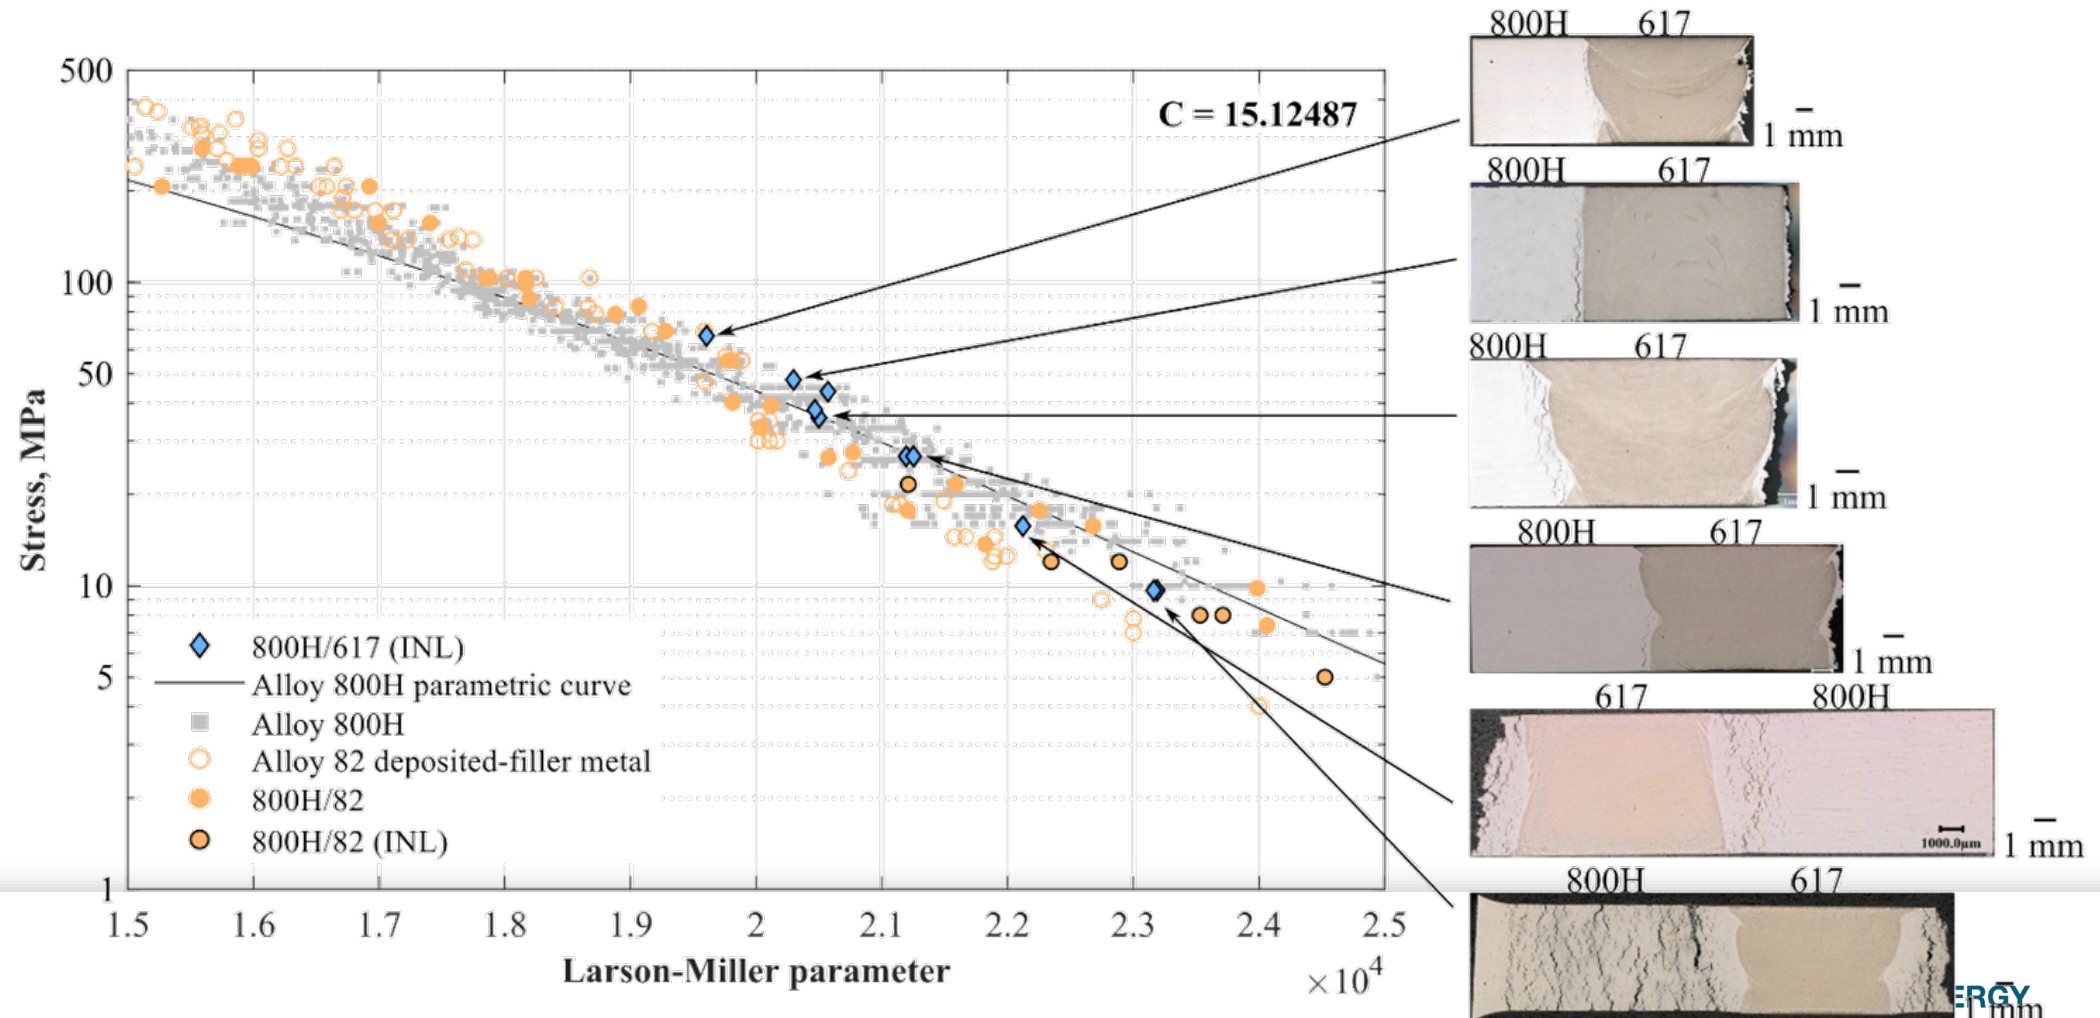 500
100
50
10
5
1
Stress, MPa
C = 15.12487
800H/617 (INL)
Alloy 800H parametric curve
Alloy 800H
Alloy 82 deposited-filler metal
800H/82
800H/82 (INL)
1.5 1.6 1.7 1.8 1.9 2 2.1 2.2 2.3 2.4 2.5
Larson-Miller parameter
×10⁴
800H 617
1 mm
800H 617
1 mm
800H 617
1 mm
800H 617
1 mm
617 800H
1000.0µm
1 mm
800H 617
ERGY
1 mm